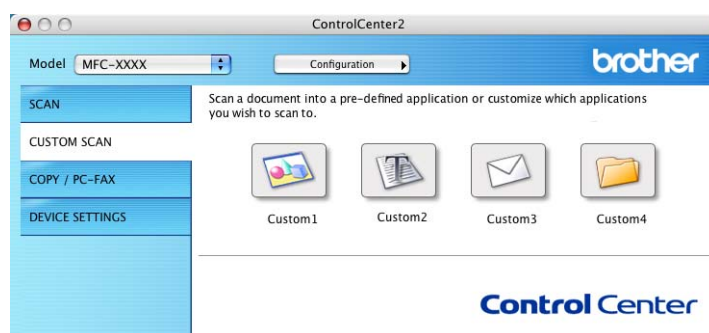 ControlCenter2
Model MFC-XXXX Configuration brother
SCAN
CUSTOM SCAN
COPY / PC-FAX
DEVICE SETTINGS
Scan a document into a pre-defined application or customize which applications
you wish to scan to.
Custom1 Custom2 Custom3 Custom4
Control Center